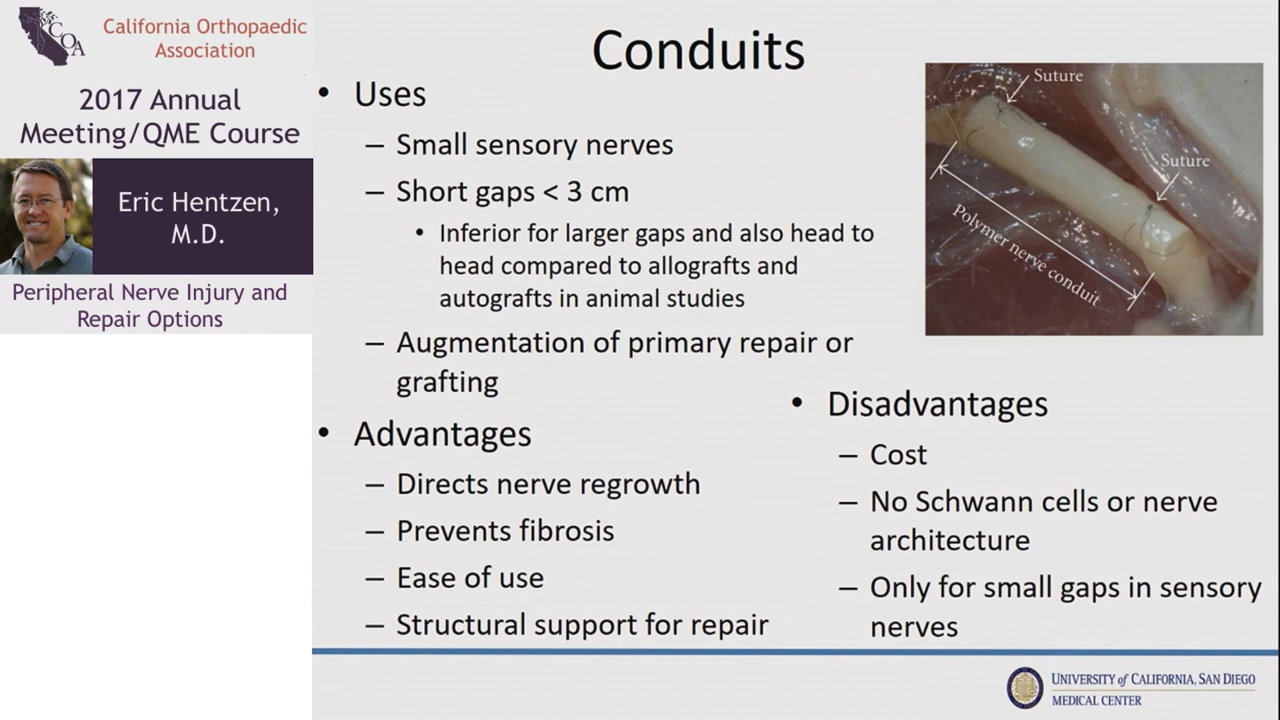 COA
California Orthopaedic
Association
2017 Annual
Meeting/QME Course
Eric Hentzen,
M.D.
Peripheral Nerve Injury and
Repair Options
Conduits
• Uses
– Small sensory nerves
– Short gaps < 3 cm
• Inferior for larger gaps and also head to
head compared to allografts and
autografts in animal studies
– Augmentation of primary repair or
grafting
• Advantages
– Directs nerve regrowth
– Prevents fibrosis
– Ease of use
– Structural support for repair
Suture
Suture
Polymer nerve conduit
• Disadvantages
– Cost
– No Schwann cells or nerve
architecture
– Only for small gaps in sensory
nerves
UNIVERSITY of CALIFORNIA, SAN DIEGO
MEDICAL CENTER